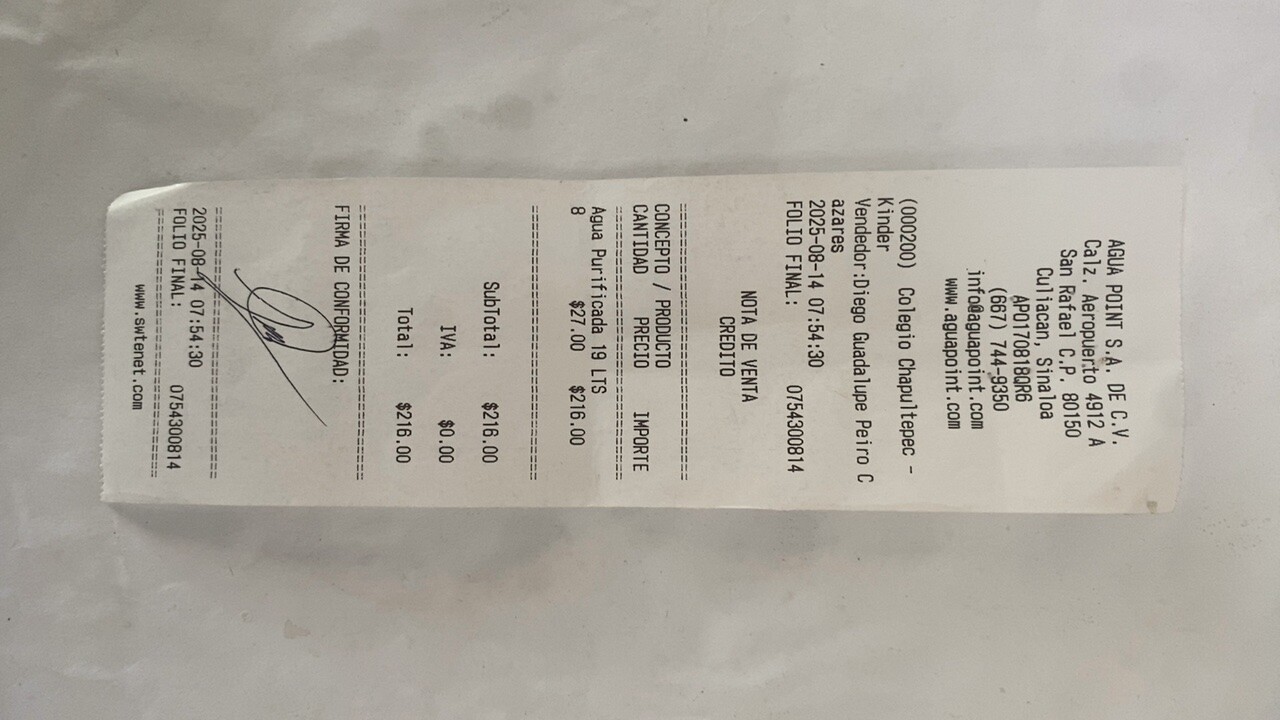 AGUA POINT S.A. DE C.V.
Calz. Aeropuerto 4912 A
San Rafael C.P. 80150
Culiacan, Sinaloa
APO170818QR6
(667) 744-9350
info@aguapoint.com
www.aguapoint.com
(000200) Colegio Chapultepec -
Kinder
Vendedor:Diego Guadalupe Peiro C
azares
2025-08-14 07:54:30
FOLIO FINAL: 0754300814
NOTA DE VENTA
CREDITO
================================
CONCEPTO / PRODUCTO
CANTIDAD PRECIO IMPORTE
================================
Agua Purificada 19 LTS
8 $27.00 $216.00
================================
SubTotal: $216.00
IVA: $0.00
Total: $216.00
================================
FIRMA DE CONFORMIDAD:
================================
2025-08-14 07:54:30
FOLIO FINAL: 0754300814
================================
www.swtenet.com